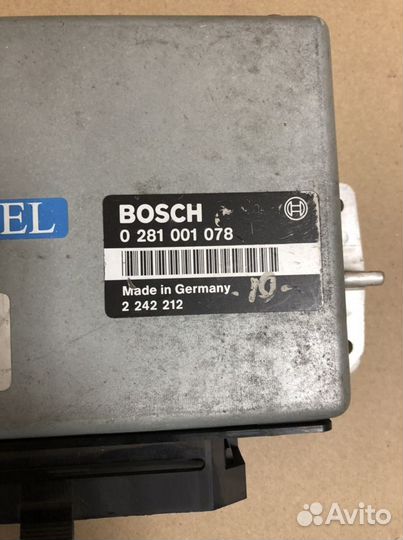 EL
BOSCH
0 281 001 078
Made in Germany
2 242 212
-10-
Avito